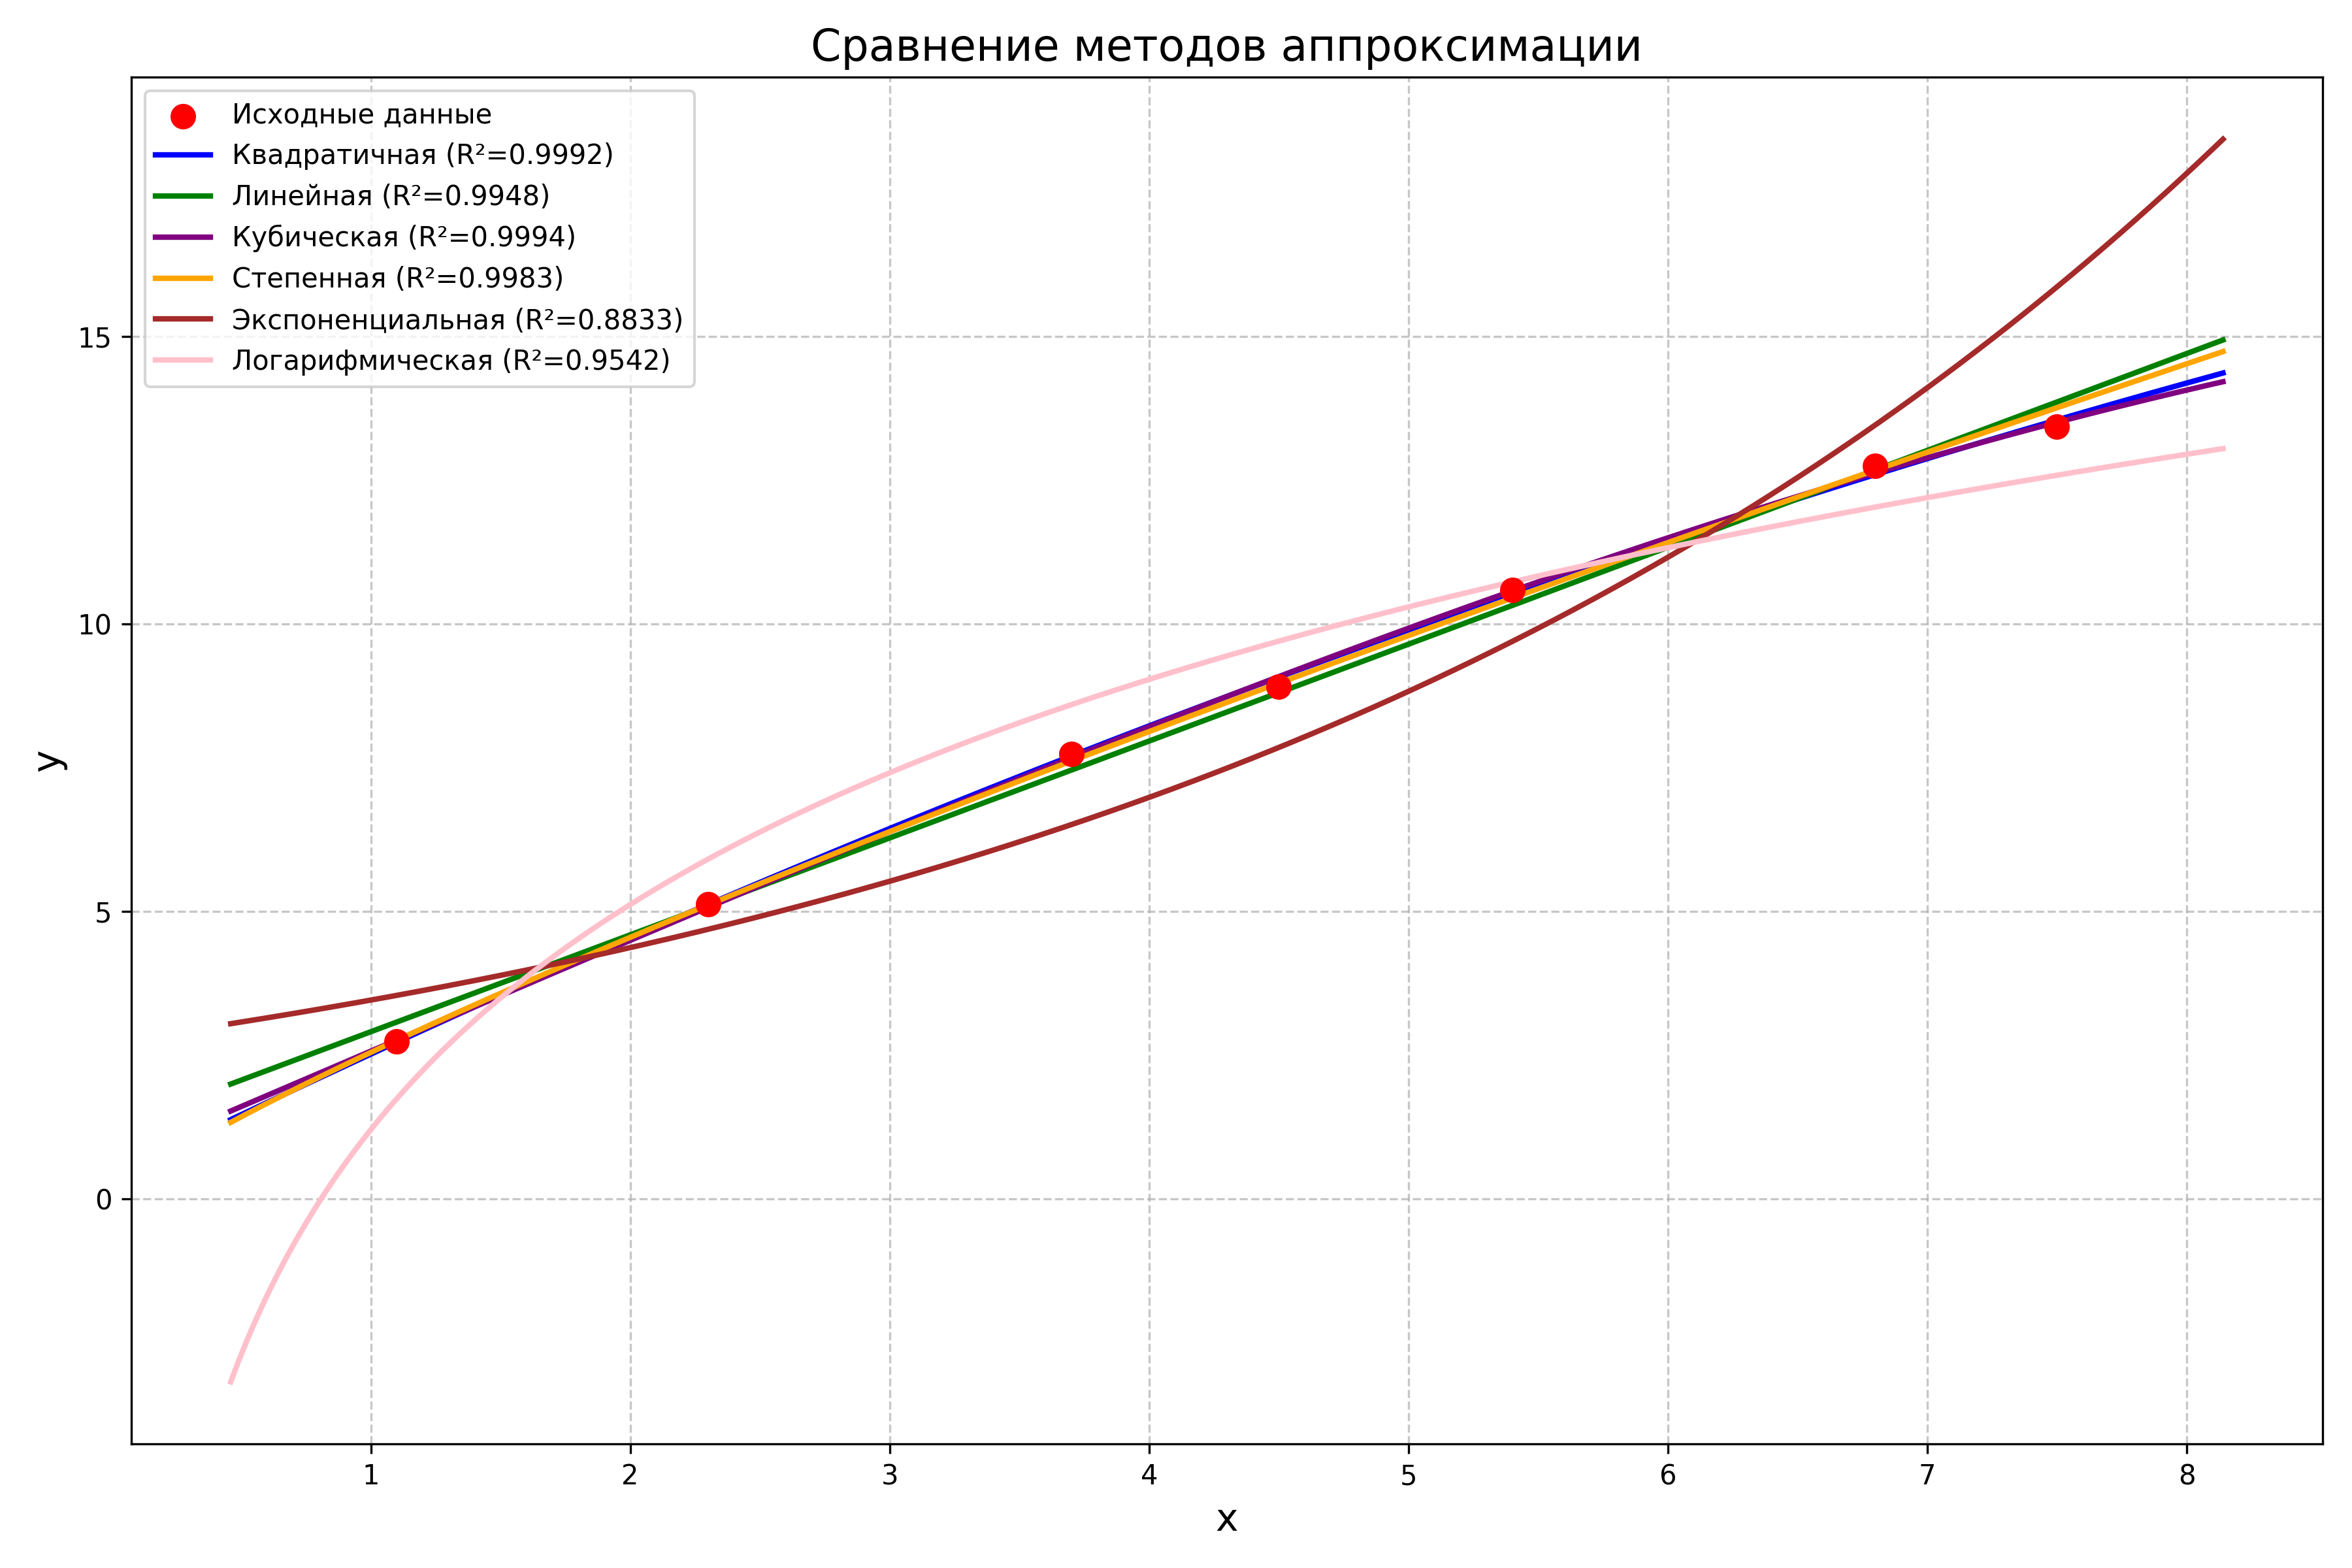 Сравнение методов аппроксимации
Исходные данные
Квадратичная (R²=0.9992)
Линейная (R²=0.9948)
Кубическая (R²=0.9994)
Степенная (R²=0.9983)
Экспоненциальная (R²=0.8833)
Логарифмическая (R²=0.9542)
15
10
5
0
y
1 2 3 4 5 6 7 8
x